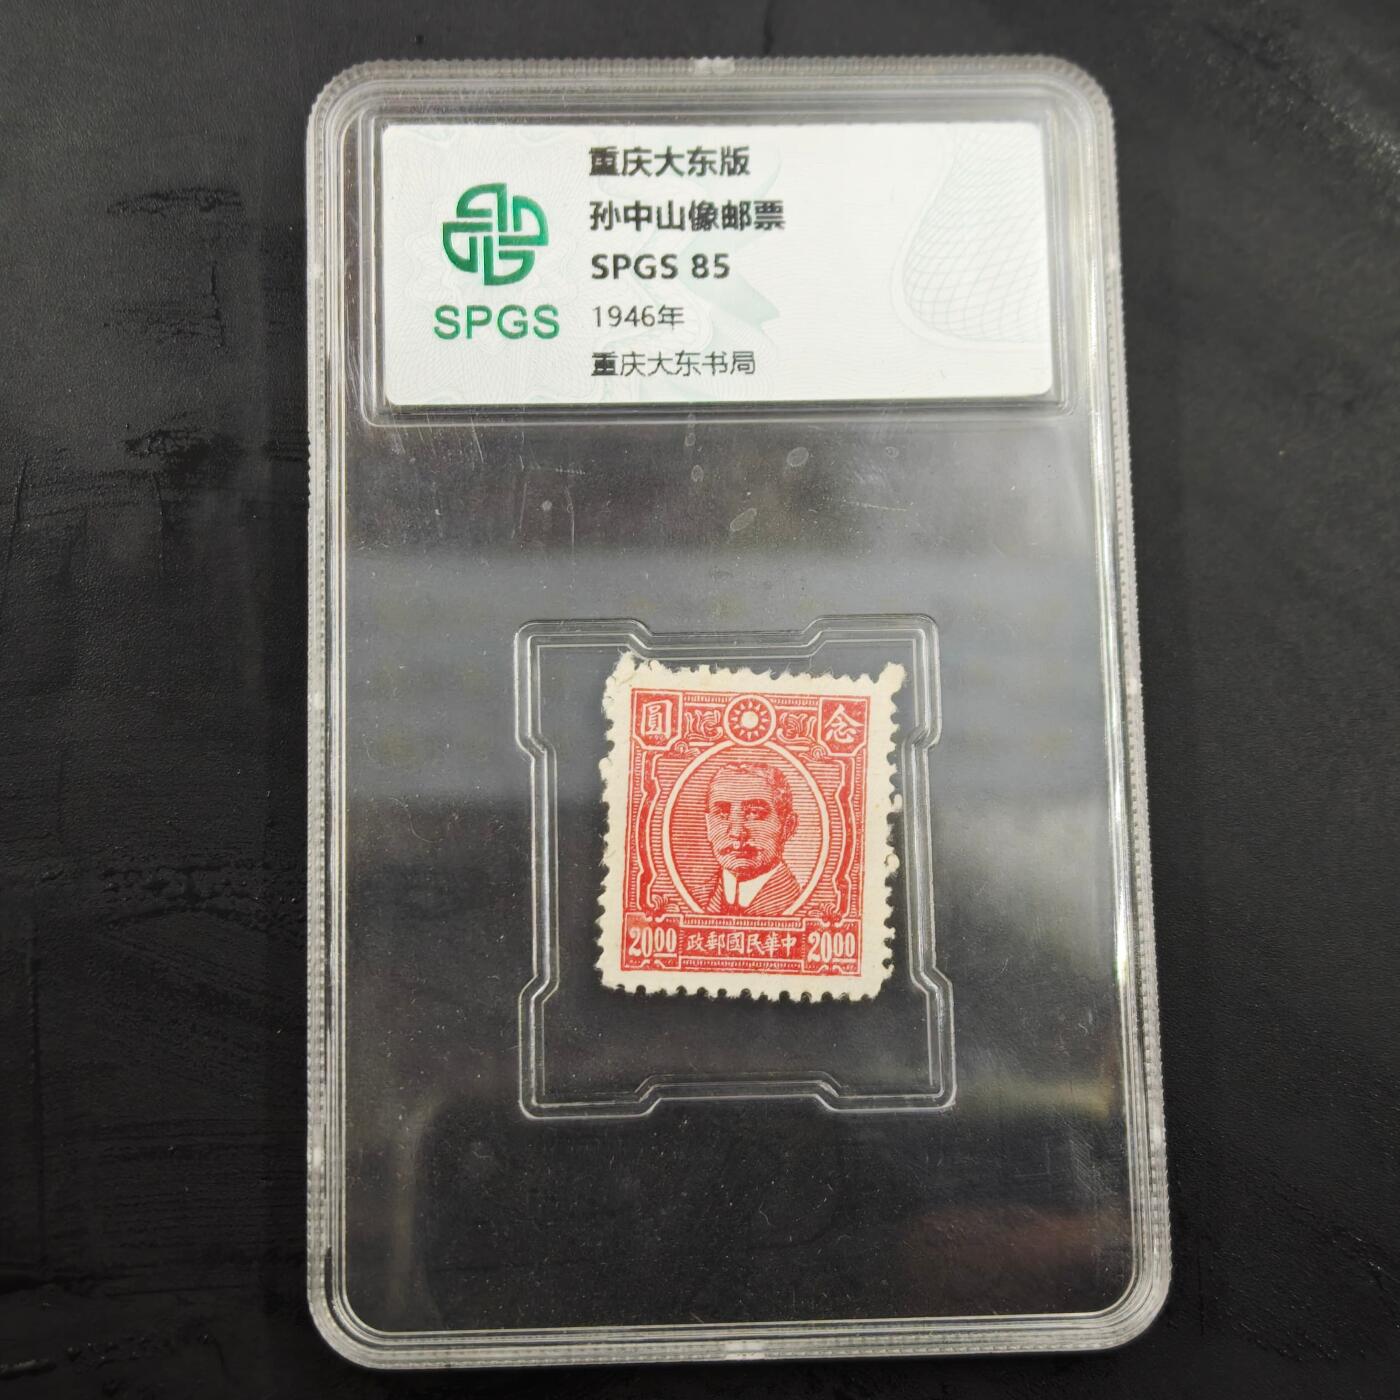 重庆大东版
孙中山像邮票
SPGS 85
1946年
重庆大东书局
SPGS
圓 念
2000 政郵國民華中 2000